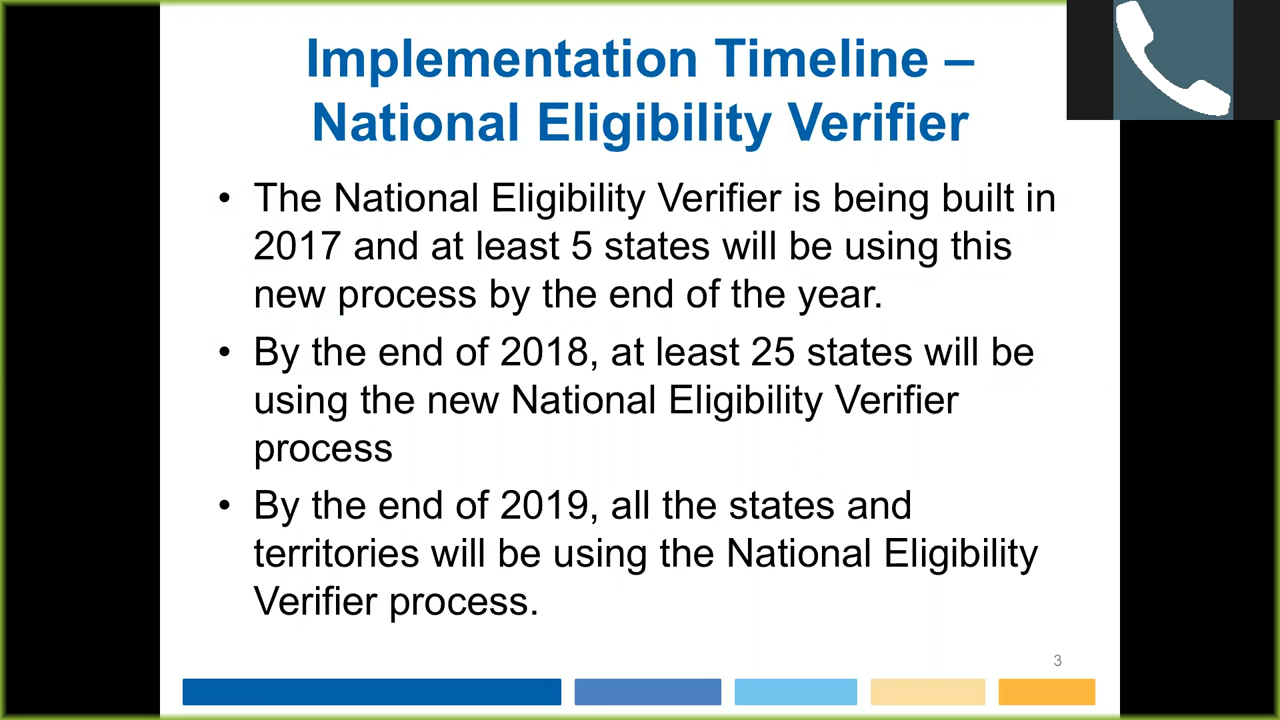 Implementation Timeline –
National Eligibility Verifier
• The National Eligibility Verifier is being built in
2017 and at least 5 states will be using this
new process by the end of the year.
• By the end of 2018, at least 25 states will be
using the new National Eligibility Verifier
process
• By the end of 2019, all the states and
territories will be using the National Eligibility
Verifier process.
3